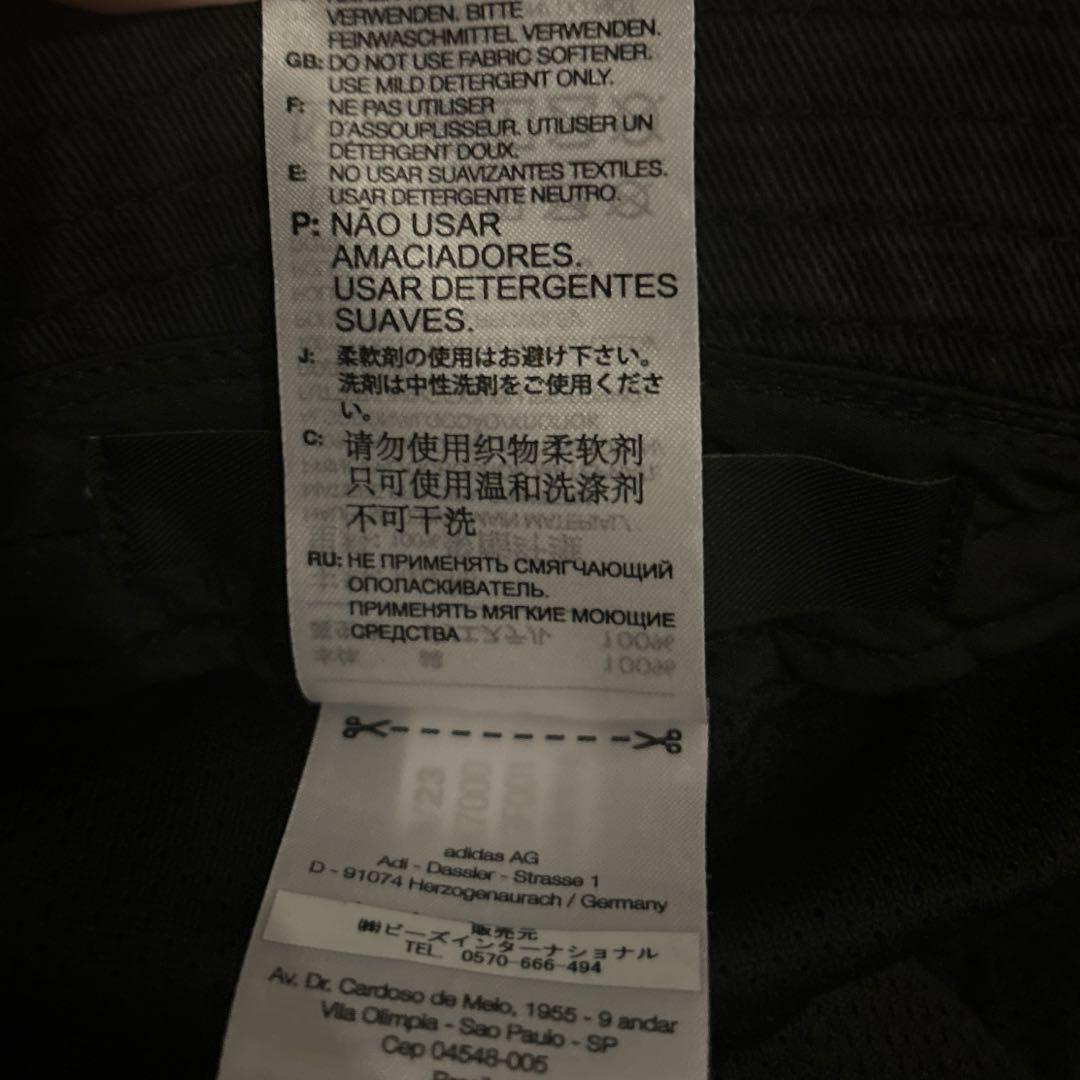 VERWENDEN. BITTE
FEINWASCHMITTEL VERWENDEN.
GB: DO NOT USE FABRIC SOFTENER.
USE MILD DETERGENT ONLY.
F: NE PAS UTILISER
D'ASSOUPLISSEUR. UTILISER UN
DÉTERGENT DOUX.
E: NO USAR SUAVIZANTES TEXTILES.
USAR DETERGENTE NEUTRO.
P: NÃO USAR
AMACIADORES.
USAR DETERGENTES
SUAVES.
J: 柔軟剤の使用はお避け下さい。
洗剤は中性洗剤をご使用くださ
い。
C: 请勿使用织物柔软剂
只可使用温和洗涤剂
不可干洗
RU: НЕ ПРИМЕНЯТЬ СМЯГЧАЮЩИЙ
ОПОЛАСКИВАТЕЛЬ.
ПРИМЕНЯТЬ МЯГКИЕ МОЮЩИЕ
СРЕДСТВА
adidas AG
Adi - Dassler - Strasse 1
D - 91074 Herzogenaurach / Germany
販売元
㈱ビーズインターナショナル
TEL. 0570-666-494
Av. Dr. Cardoso de Melo, 1955 - 9 andar
Vila Olimpia - Sao Paulo - SP
Cep 04548-005